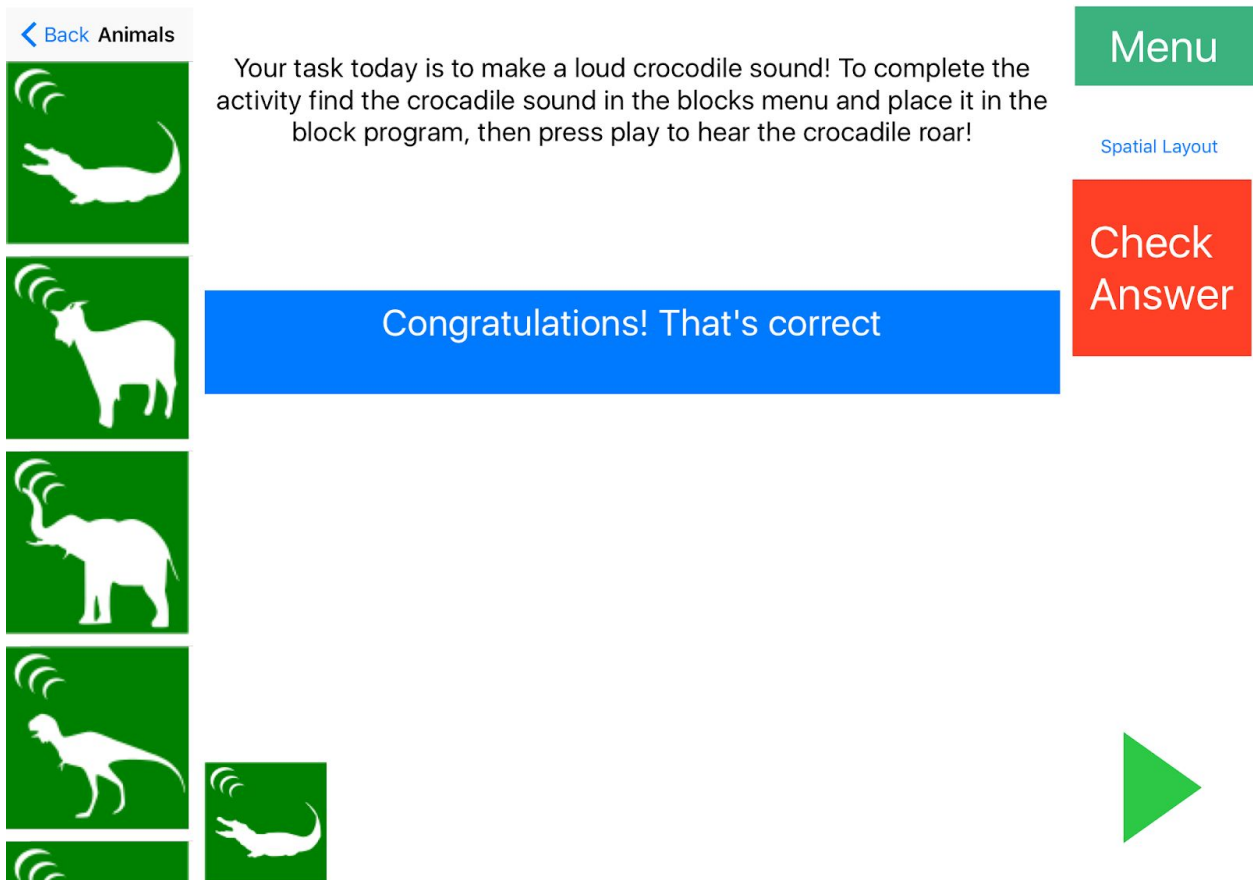 Back Animals
Your task today is to make a loud crocodile sound! To complete the
activity find the crocadile sound in the blocks menu and place it in the
block program, then press play to hear the crocadile roar!
Menu
Spatial Layout
Check
Answer
Congratulations! That's correct